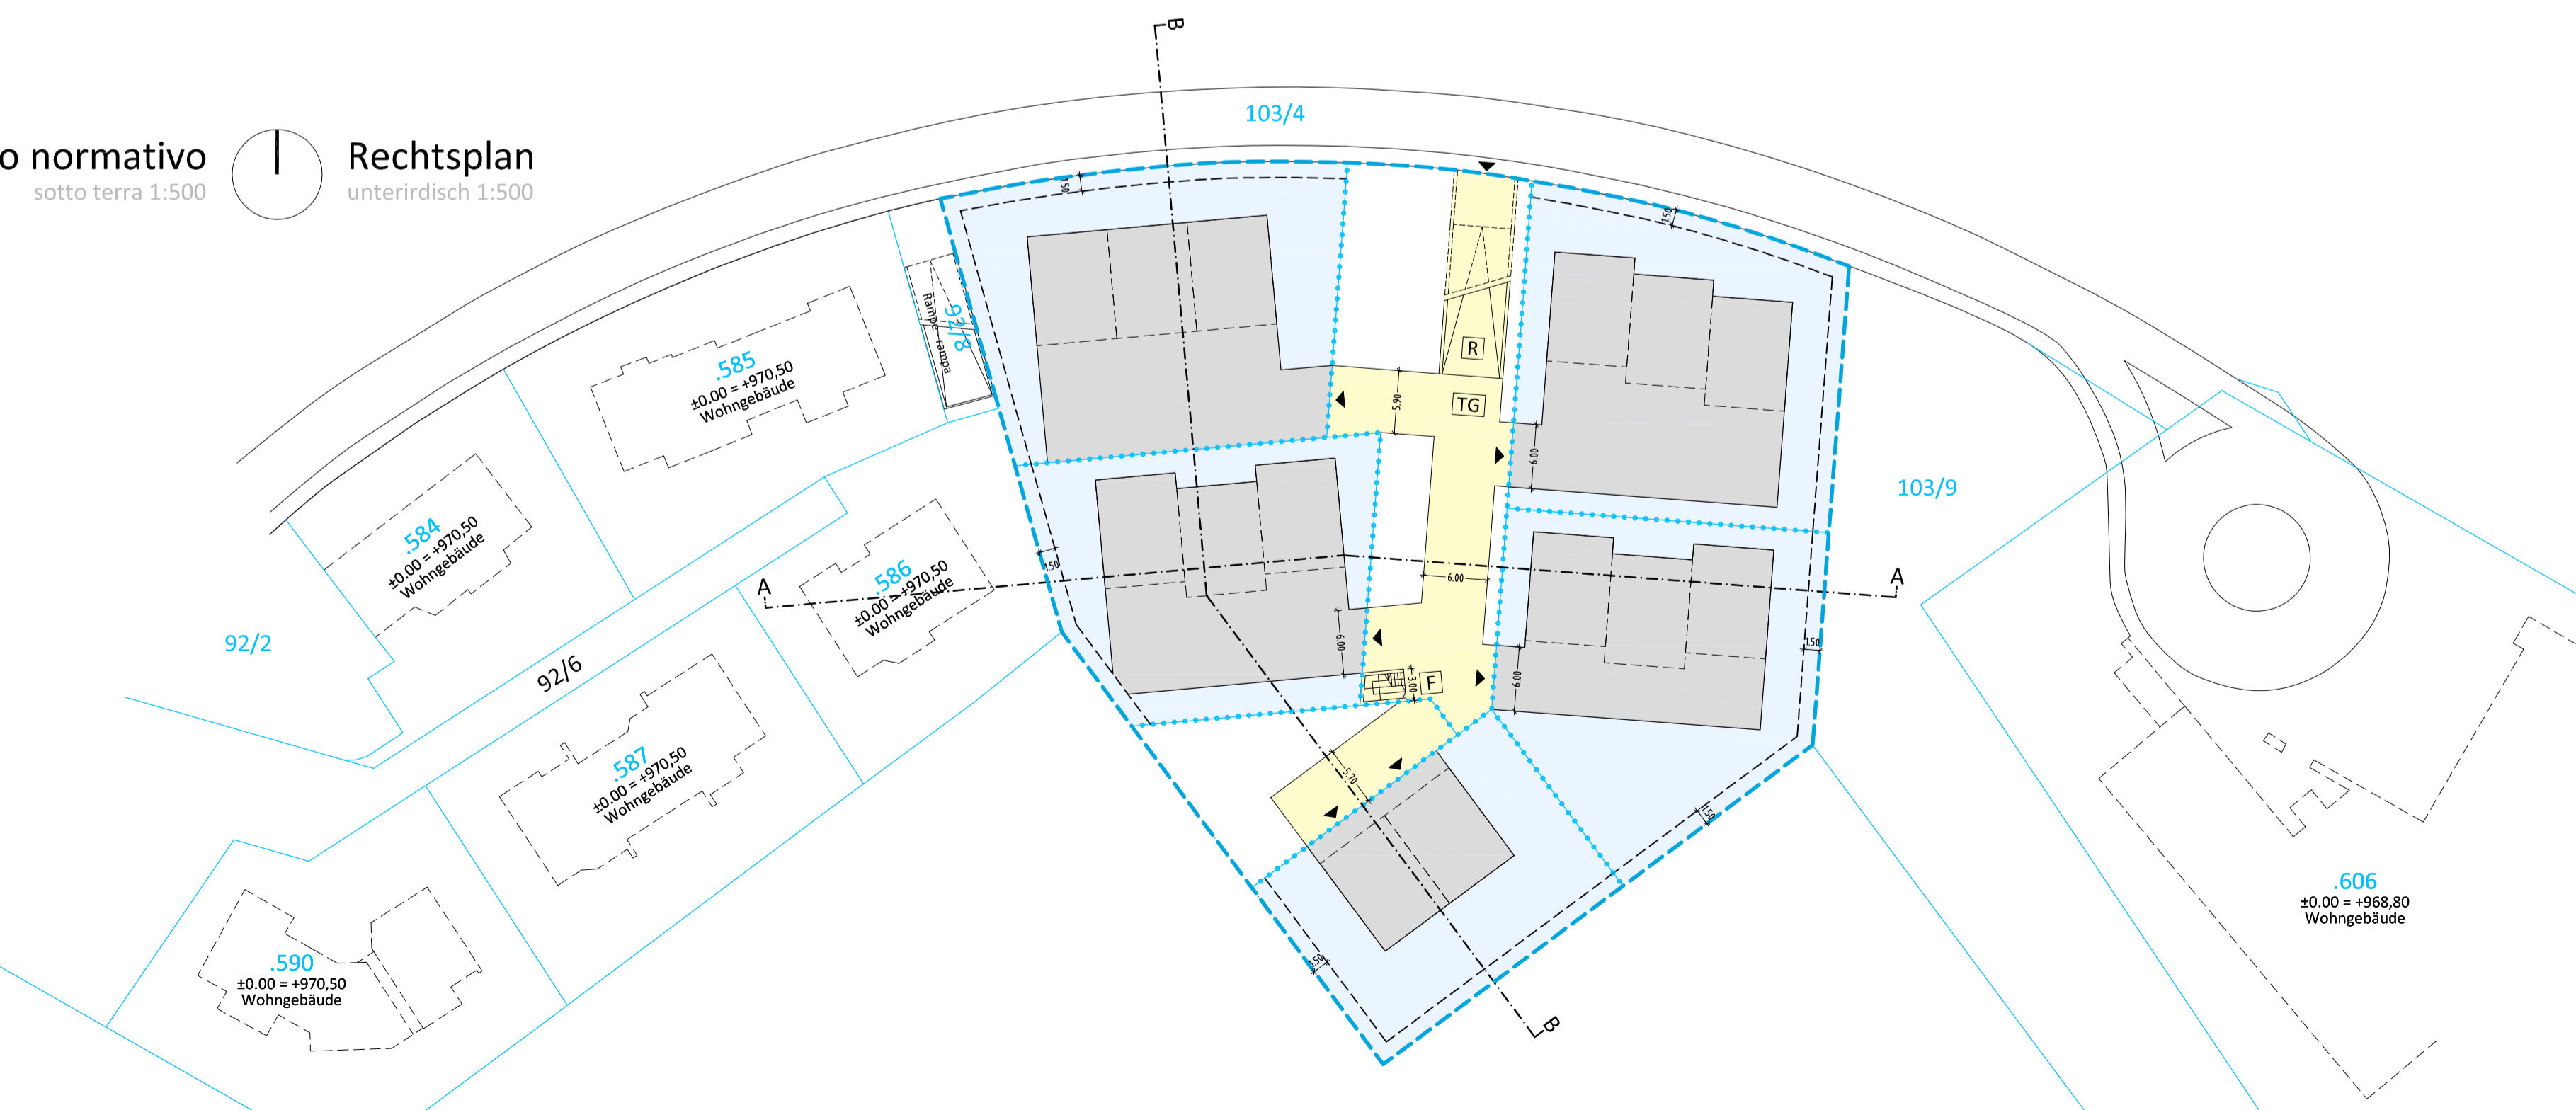 o normativo
sotto terra 1:500
Rechtsplan
unterirdisch 1:500
B
103/4
1.50
1.50
92/8
Rampe - rampa
.585
±0.00 = +970,50
Wohngebäude
R
TG
5.90
6.00
.584
±0.00 = +970,50
Wohngebäude
103/9
.586
±0.00 = +970,50
Wohngebäude
A
1.50
6.00
A
92/2
92/6
6.00
F
3.00
6.00
1.50
.587
±0.00 = +970,50
Wohngebäude
5.70
1.50
.606
±0.00 = +968,80
Wohngebäude
.590
±0.00 = +970,50
Wohngebäude
1.50
B